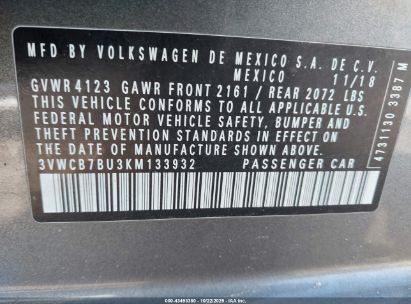 MFD BY VOLKSWAGEN DE MEXICO S.A. DE C.V.
MEXICO 11/18
GVWR 4123 GAWR FRONT 2161 / REAR 2072 LBS
THIS VEHICLE CONFORMS TO ALL APPLICABLE U.S.
FEDERAL MOTOR VEHICLE SAFETY, BUMPER, AND
THEFT PREVENTION STANDARDS IN EFFECT ON
THE DATE OF MANUFACTURE SHOWN ABOVE
3VWCB7BU3KM133932 PASSENGER CAR
4731130 3387 M